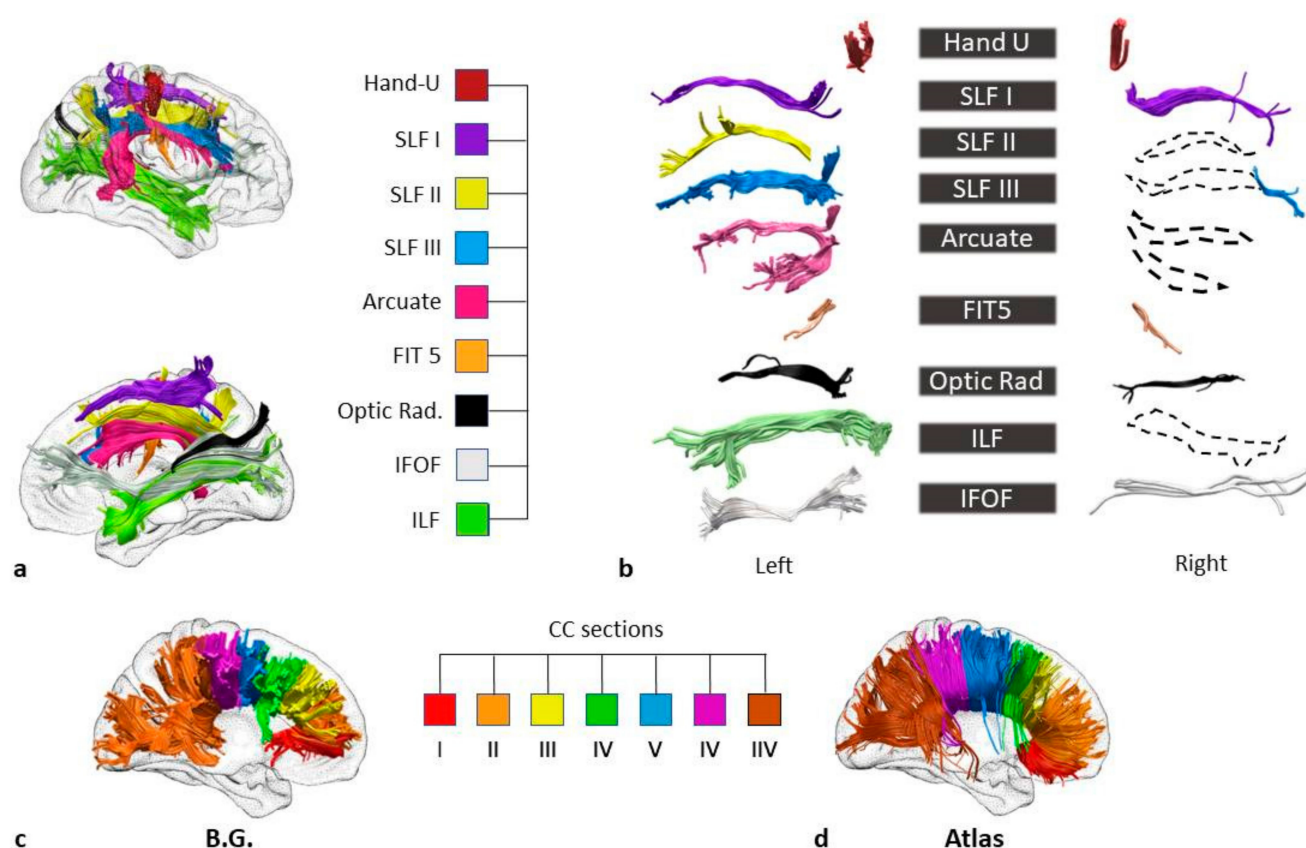 Hand-U
SLF I
SLF II
SLF III
Arcuate
FIT 5
Optic Rad.
IFOF
ILF
a
Hand U
SLF I
SLF II
SLF III
Arcuate
FIT5
Optic Rad
ILF
IFOF
b
Left
Right
CC sections
I II III IV V IV IIV
c
B.G.
d
Atlas